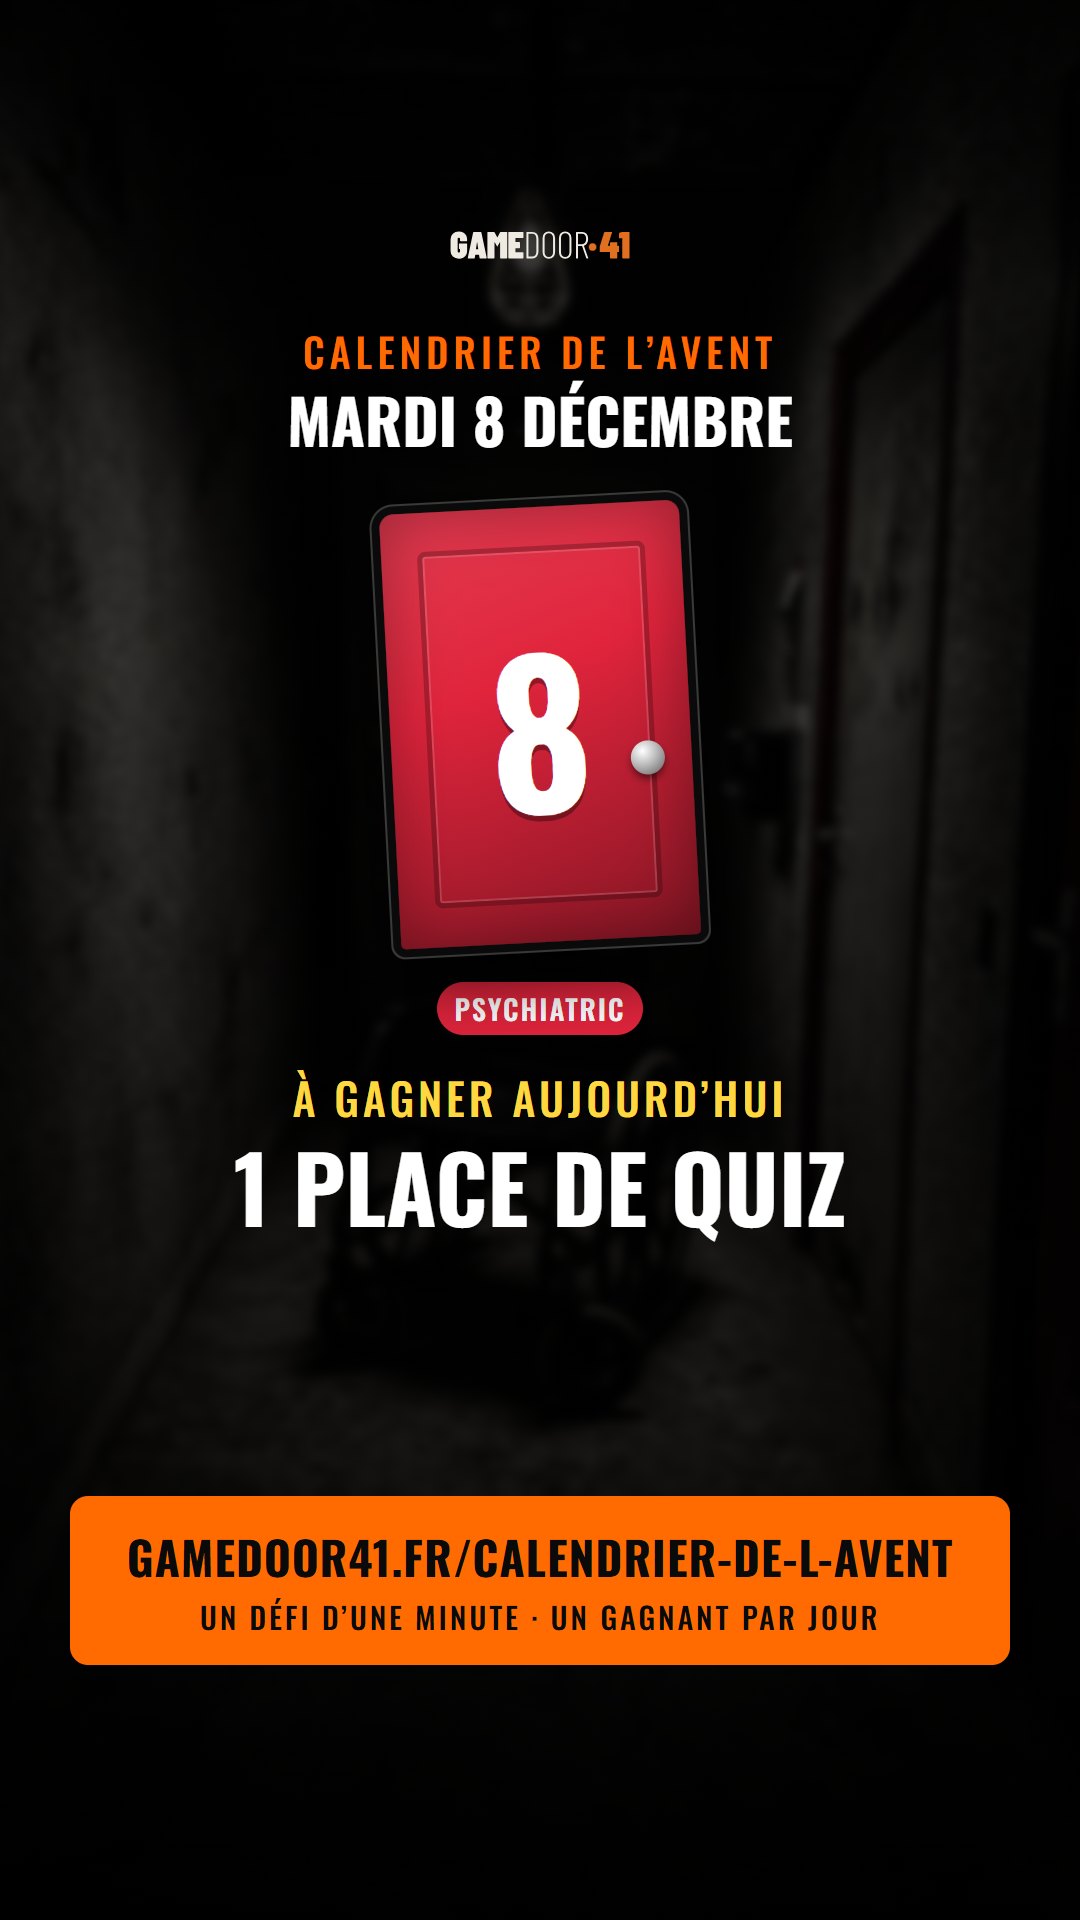 GAMEDOOR·41
CALENDRIER DE L’AVENT
MARDI 8 DÉCEMBRE
8
PSYCHIATRIC
À GAGNER AUJOURD’HUI
1 PLACE DE QUIZ
GAMEDOOR41.FR/CALENDRIER-DE-L-AVENT
UN DÉFI D’UNE MINUTE · UN GAGNANT PAR JOUR